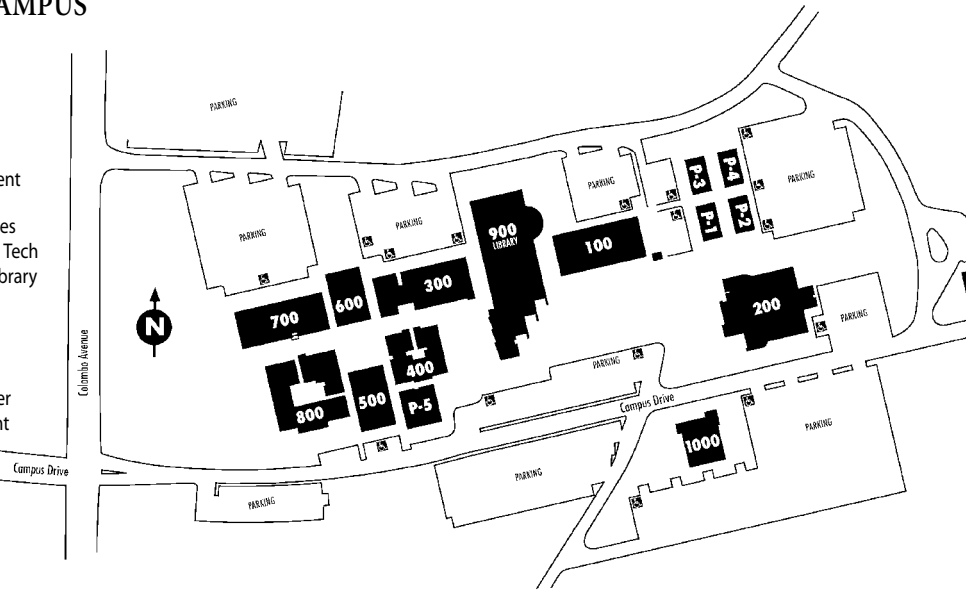 AMPUS
ent
es
Tech
brary
er
nt
PARKING
PARKING
PARKING
PARKING
PARKING
P-3
P-4
P-1
P-2
900
LIBRARY
100
300
600
700
200
PARKING
N
Colombo Avenue
400
500
800
P-5
PARKING
Campus Drive
1000
PARKING
Campus Drive
PARKING
PARKING